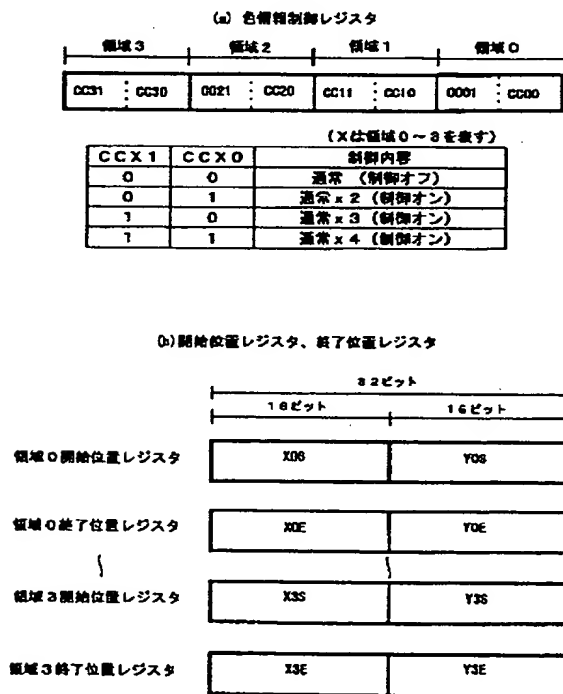 (a) 色情報制御レジスタ
領域3 領域2 領域1 領域0
CC31 CC30 CC21 CC20 CC11 CC10 CC01 CC00
(Xは領域0～3を表す)
CCX1 CCX0 制御内容
0 0 通常 (制御オフ)
0 1 通常x2 (制御オン)
1 0 通常x3 (制御オン)
1 1 通常x4 (制御オン)
(b)開始位置レジスタ、終了位置レジスタ
32ビット
16ビット 16ビット
領域0開始位置レジスタ X0S Y0S
領域0終了位置レジスタ X0E Y0E
領域3開始位置レジスタ X3S Y3S
領域3終了位置レジスタ X3E Y3E